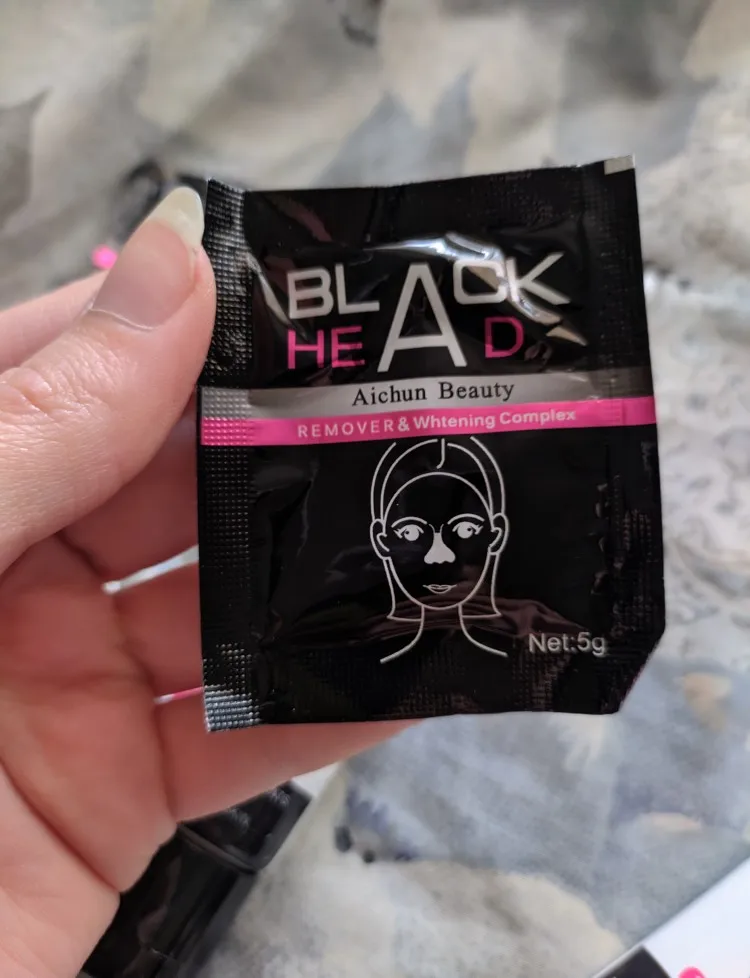 BLACK
HEAD
Aichun Beauty
REMOVER & Whtening Complex
Net:5g